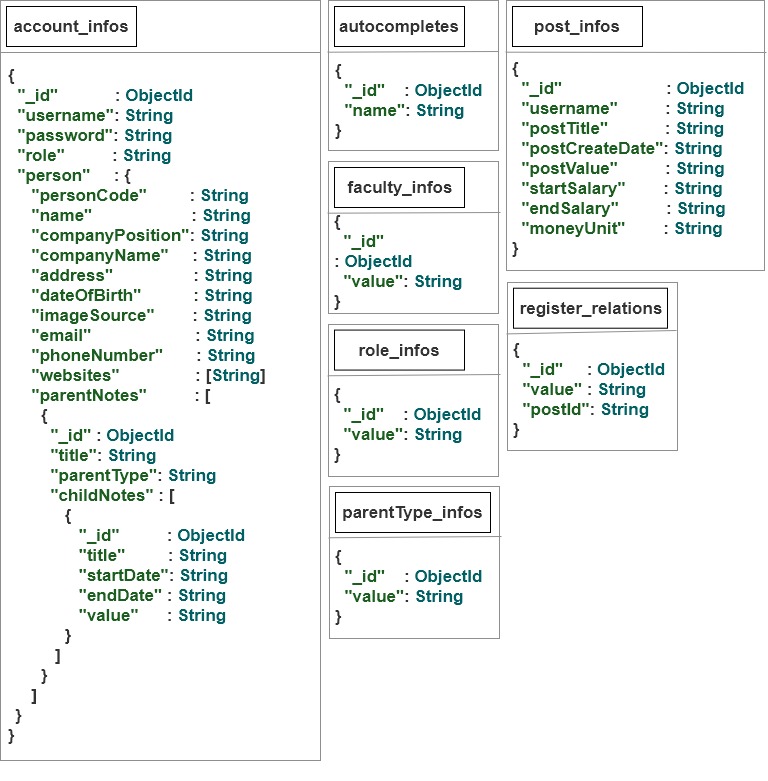 account_infos
{
"_id" : ObjectId
"username": String
"password": String
"role" : String
"person" : {
"personCode" : String
"name" : String
"companyPosition": String
"companyName" : String
"address" : String
"dateOfBirth" : String
"imageSource" : String
"email" : String
"phoneNumber" : String
"websites" : [String]
"parentNotes" : [
{
"_id" : ObjectId
"title": String
"parentType": String
"childNotes" : [
{
"_id" : ObjectId
"title" : String
"startDate": String
"endDate" : String
"value" : String
}
]
}
]
}
}
autocompletes
{
"_id" : ObjectId
"name": String
}
faculty_infos
{
"_id"
: ObjectId
"value": String
}
role_infos
{
"_id" : ObjectId
"value": String
}
parentType_infos
{
"_id" : ObjectId
"value": String
}
post_infos
{
"_id" : ObjectId
"username" : String
"postTitle" : String
"postCreateDate": String
"postValue" : String
"startSalary" : String
"endSalary" : String
"moneyUnit" : String
}
register_relations
{
"_id" : ObjectId
"value" : String
"postId": String
}